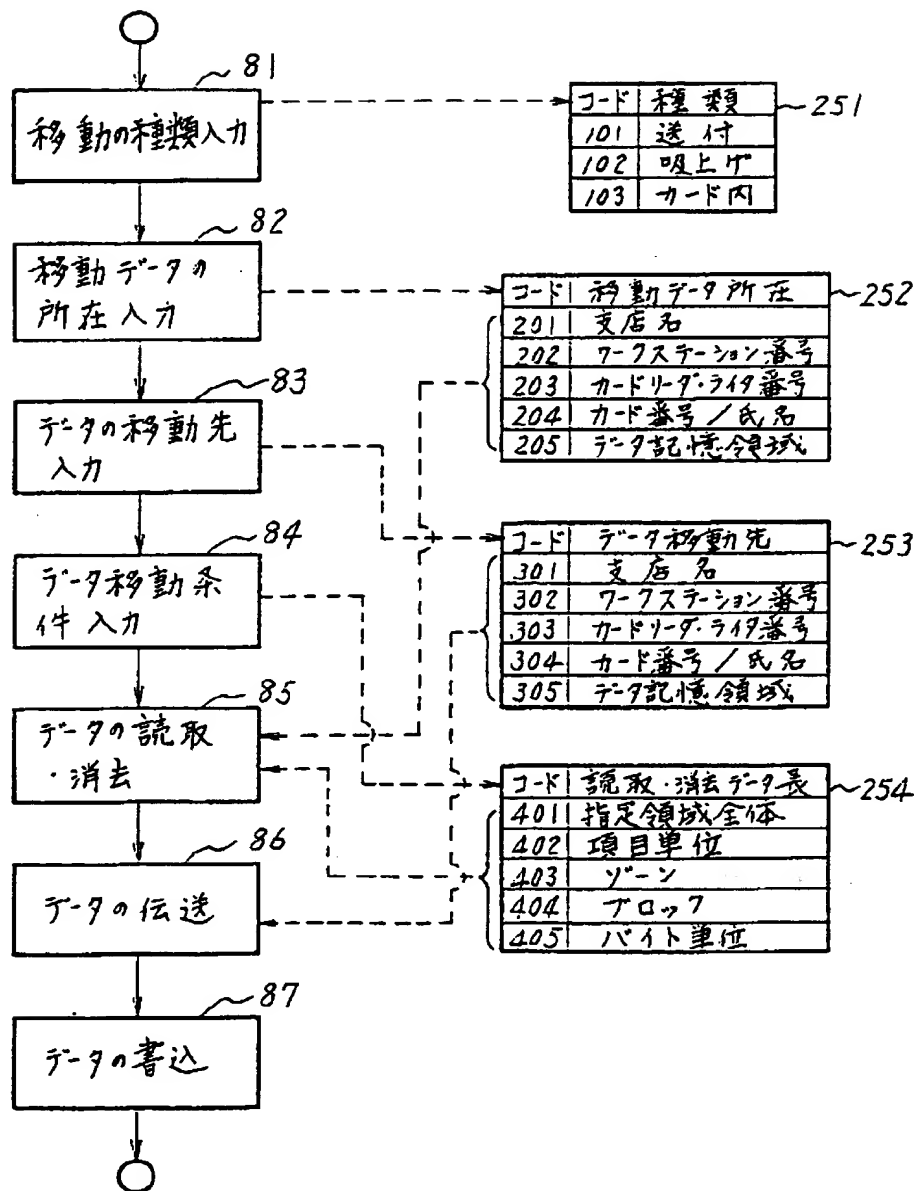 81
移動の種類入力
コード 種類
251
101 送付
102 吸上げ
103 カード内
82
移動データの
所在入力
コード 移動データ所在
252
201 支店名
202 ワークステーション番号
203 カードリーダ・ライタ番号
204 カード番号/氏名
205 データ記憶領域
83
データの移動先
入力
84
データ移動条
件入力
コード データ移動先
253
301 支店名
302 ワークステーション番号
303 カードリーダ・ライタ番号
304 カード番号/氏名
305 データ記憶領域
85
データの読取
・消去
コード 読取・消去データ長
254
401 指定領域全体
402 項目単位
403 ゾーン
404 ブロック
405 バイト単位
86
データの伝送
87
データの書込